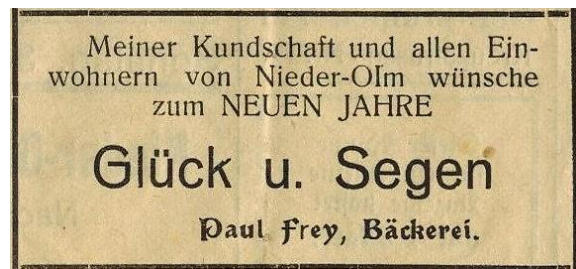 Meiner Kundschaft und allen Ein-
wohnern von Nieder-Olm wünsche
zum NEUEN JAHRE
Glück u. Segen
Paul Frey, Bäckerei.